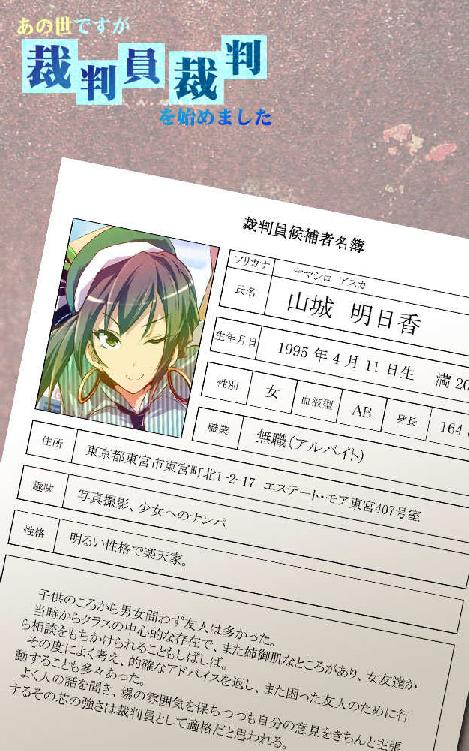 あの世ですが
裁判員裁判
を始めました
裁判員候補者名簿
フリガナ ヤマシロ アスカ
氏名 山城 明日香
生年月日 1995年4月11日生 満20
性別 女 血液型 AB 身長 164
職業 無職(アルバイト)
住所 東京都東宮市東宮町北1-2-17 エステート・モア東宮407号室
趣味 写真撮影、少女へのナンパ
性格 明るい性格で楽天家。
子供のころから男女問わず友人は多かった。
当時からクラスの中心的な存在で、また姉御肌なところがあり、女友達か
ら相談をもちかけられることもしばしば。
その度によく考え、的確なアドバイスを返し、また困った友人のために行
動することも多々あった。
よく人の話を聞き、場の雰囲気を保ちつつも自分の意見をきちんと主張
するその芯の強さは裁判員として適格だと思われる。